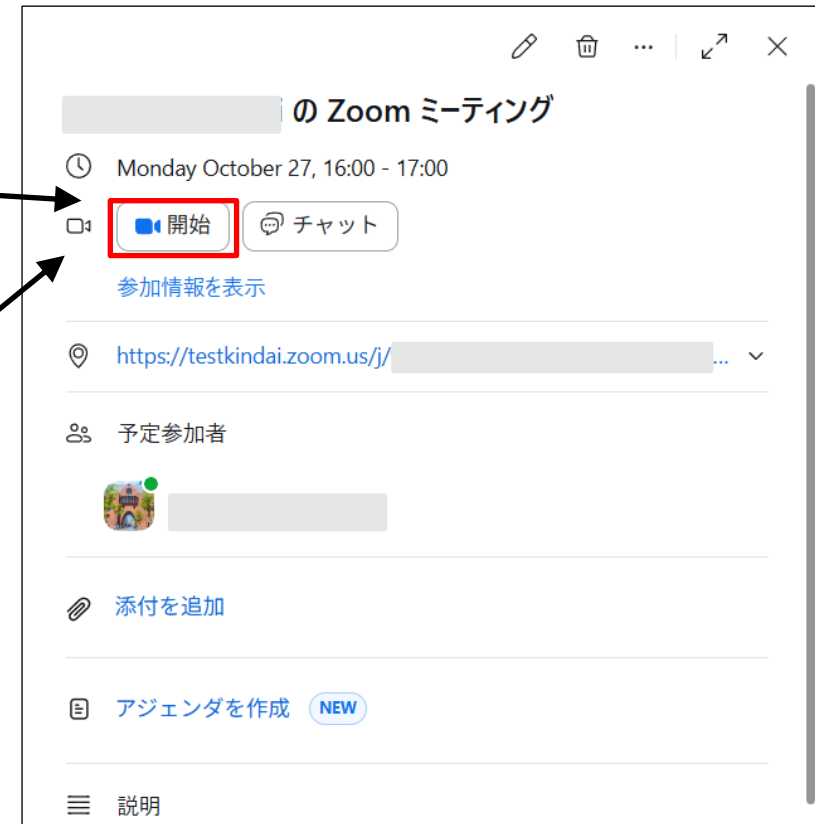 の Zoom ミーティング
Monday October 27, 16:00 - 17:00
開始 チャット
参加情報を表示
https://testkindai.zoom.us/j/ ...
予定参加者
添付を追加
アジェンダを作成 NEW
説明